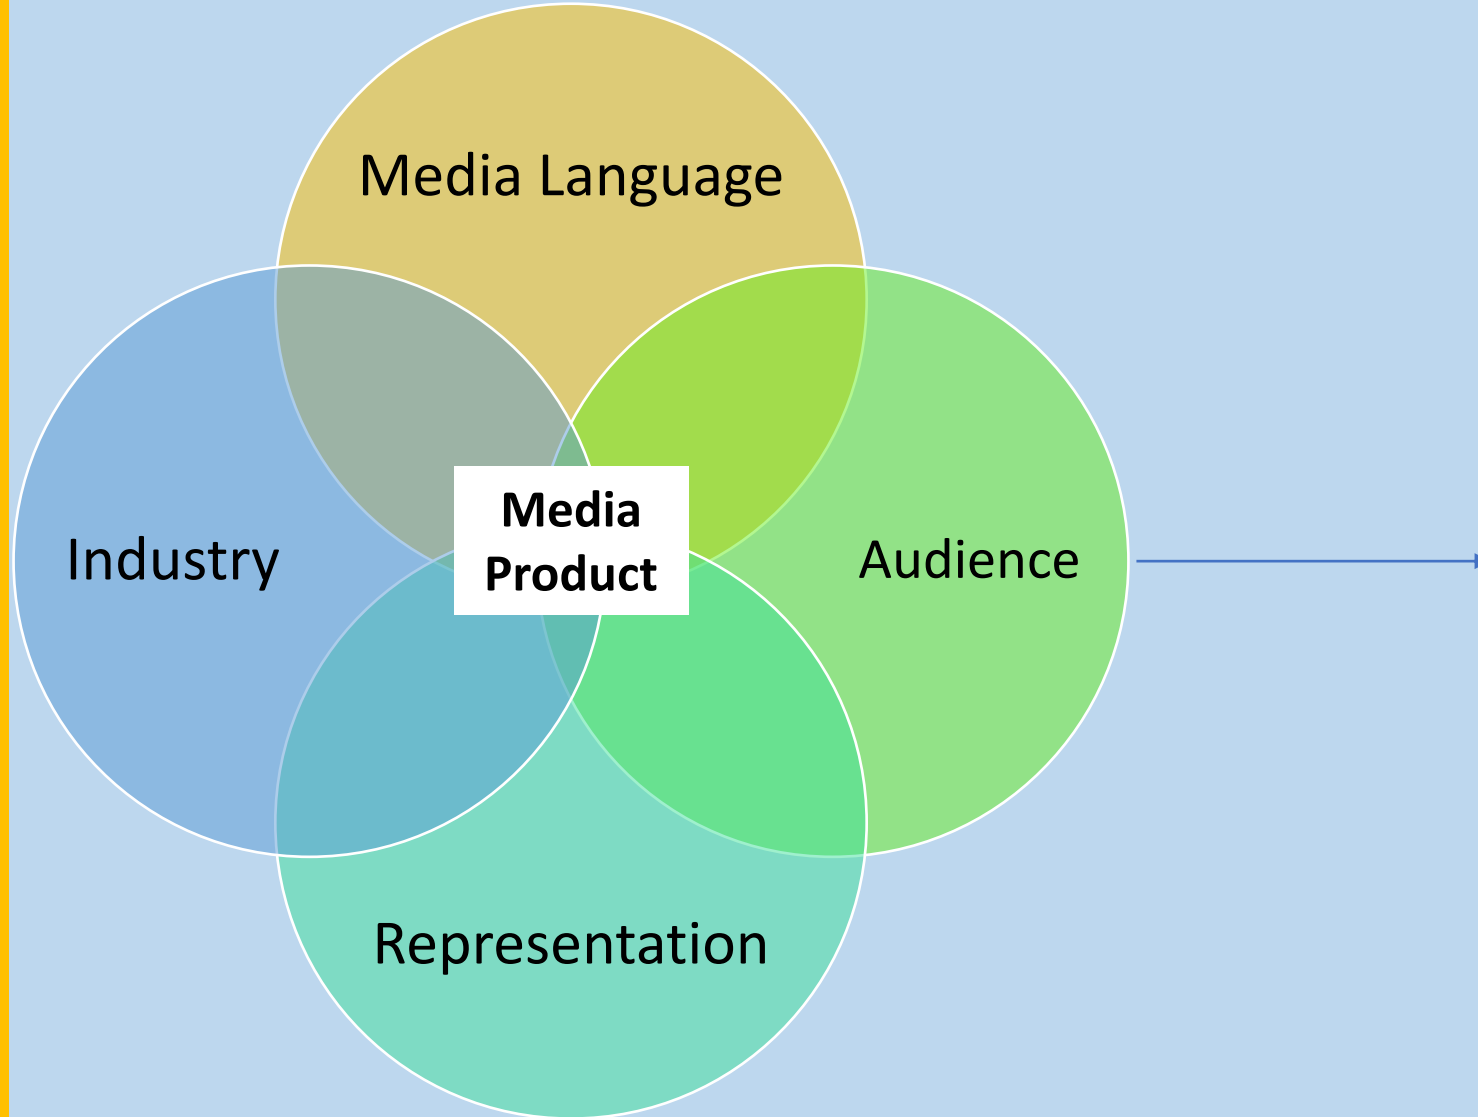 Media Language
Industry
Media
Product
Audience
Representation